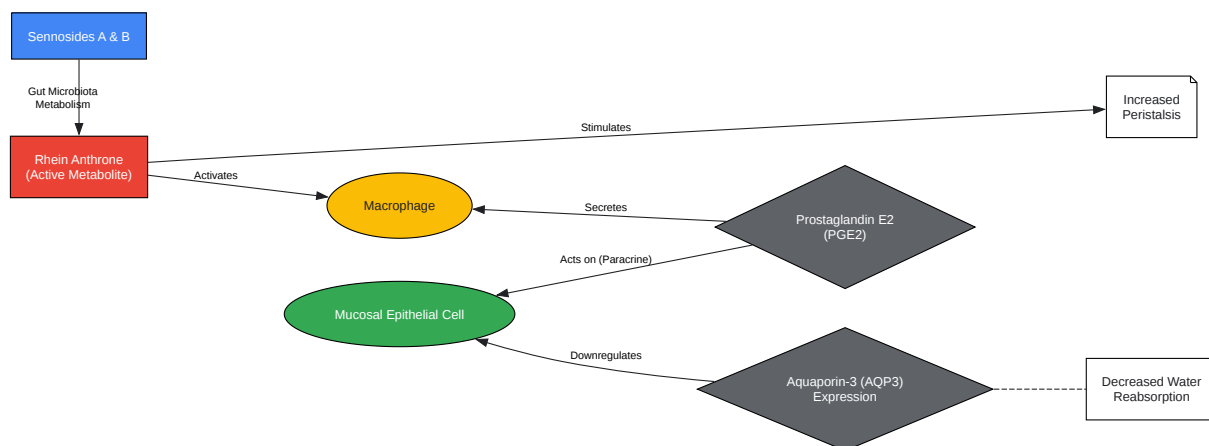 Sennosides A & B
Gut Microbiota
Metabolism
Rhein Anthrone
(Active Metabolite)
Stimulates
Increased
Peristalsis
Activates
Macrophage
Secretes
Prostaglandin E2
(PGE2)
Acts on (Paracrine)
Mucosal Epithelial Cell
Downregulates
Aquaporin-3 (AQP3)
Expression
Decreased Water
Reabsorption